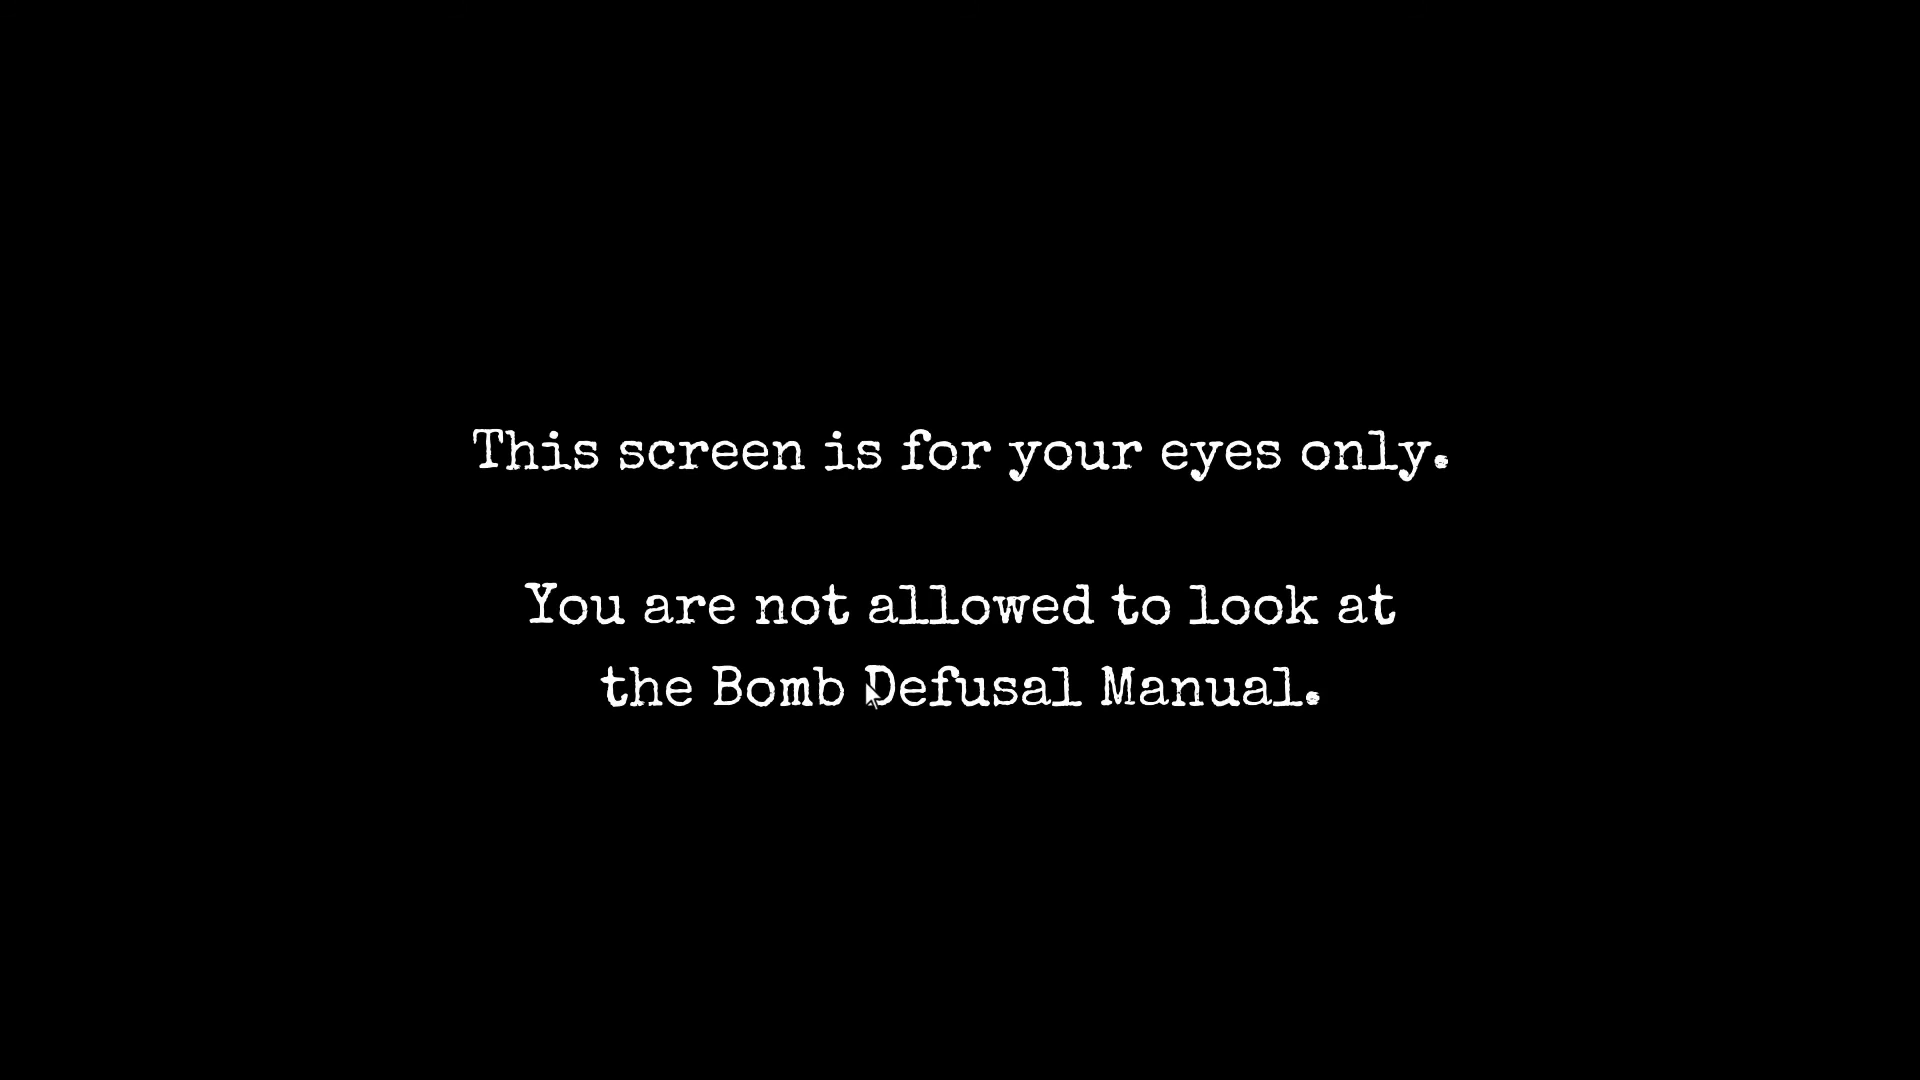 This screen is for your eyes only.
You are not allowed to look at
the Bomb Defusal Manual.